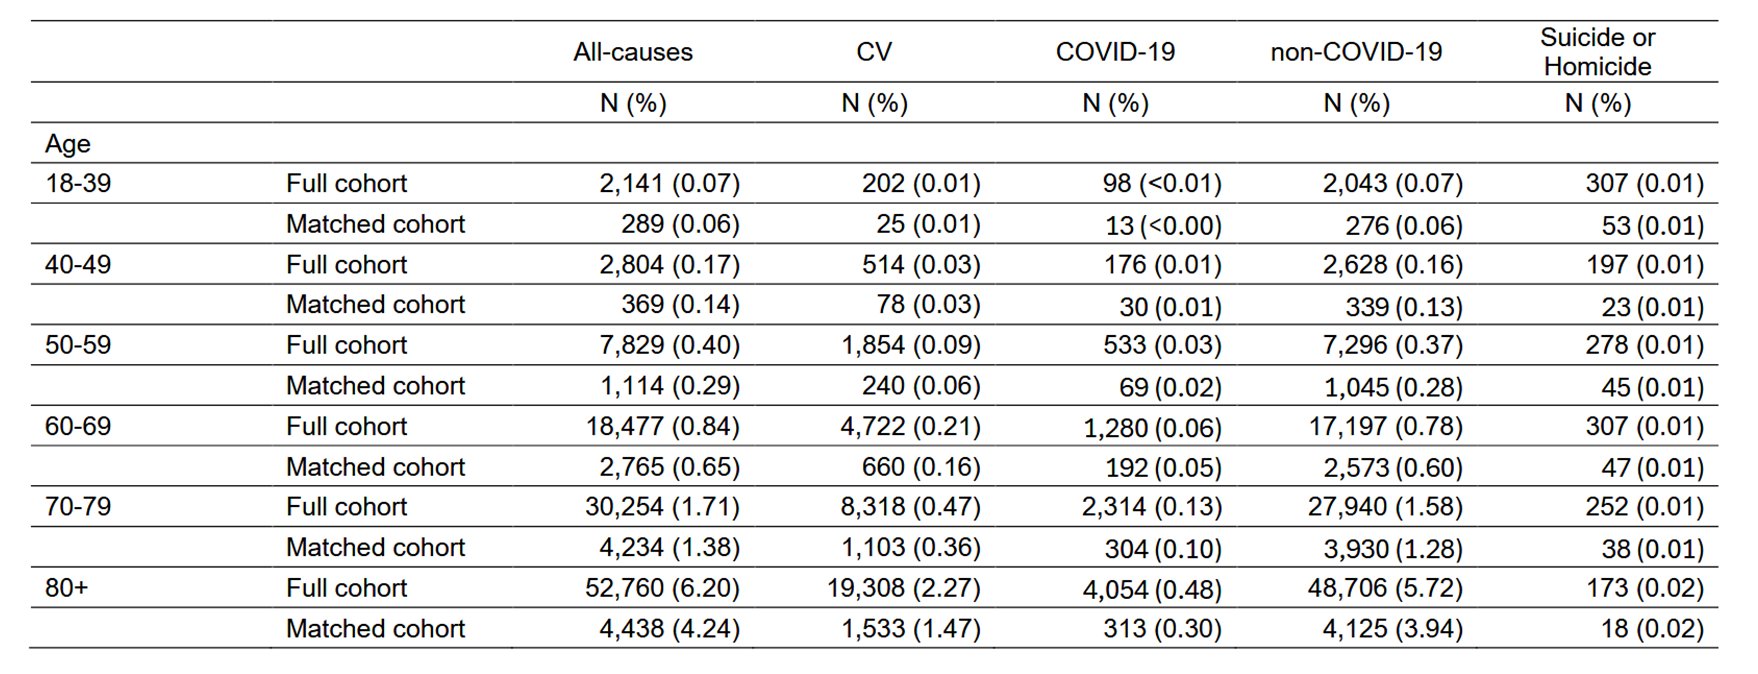 All-causes CV COVID-19 non-COVID-19 Suicide or Homicide
N (%) N (%) N (%) N (%) N (%)
Age
18-39 Full cohort 2,141 (0.07) 202 (0.01) 98 (<0.01) 2,043 (0.07) 307 (0.01)
Matched cohort 289 (0.06) 25 (0.01) 13 (<0.00) 276 (0.06) 53 (0.01)
40-49 Full cohort 2,804 (0.17) 514 (0.03) 176 (0.01) 2,628 (0.16) 197 (0.01)
Matched cohort 369 (0.14) 78 (0.03) 30 (0.01) 339 (0.13) 23 (0.01)
50-59 Full cohort 7,829 (0.40) 1,854 (0.09) 533 (0.03) 7,296 (0.37) 278 (0.01)
Matched cohort 1,114 (0.29) 240 (0.06) 69 (0.02) 1,045 (0.28) 45 (0.01)
60-69 Full cohort 18,477 (0.84) 4,722 (0.21) 1,280 (0.06) 17,197 (0.78) 307 (0.01)
Matched cohort 2,765 (0.65) 660 (0.16) 192 (0.05) 2,573 (0.60) 47 (0.01)
70-79 Full cohort 30,254 (1.71) 8,318 (0.47) 2,314 (0.13) 27,940 (1.58) 252 (0.01)
Matched cohort 4,234 (1.38) 1,103 (0.36) 304 (0.10) 3,930 (1.28) 38 (0.01)
80+ Full cohort 52,760 (6.20) 19,308 (2.27) 4,054 (0.48) 48,706 (5.72) 173 (0.02)
Matched cohort 4,438 (4.24) 1,533 (1.47) 313 (0.30) 4,125 (3.94) 18 (0.02)